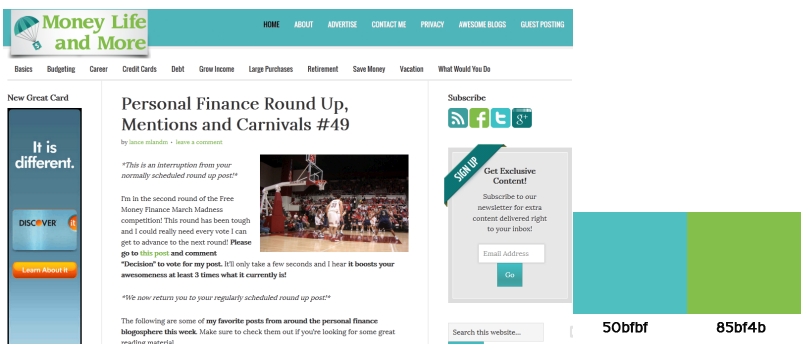 Money Life
and More
HOME ABOUT ADVERTISE CONTACT ME PRIVACY AWESOME BLOGS GUEST POSTING
Basics Budgeting Career Credit Cards Debt Grow Income Large Purchases Retirement Save Money Vacation What Would You Do
New Great Card
It is
different.
DISCOVER it
Learn About It
Personal Finance Round Up,
Mentions and Carnivals #49
by lance mlandm • leave a comment
*This is an interruption from your
normally scheduled round up post!*
I'm in the second round of the Free
Money Finance March Madness
competition! This round has been tough
and I could really need every vote I can
get to advance to the next round! Please
go to this post and comment
"Decision" to vote for my post. It'll only take a few seconds and I hear it boosts your
awesomeness at least 3 times what it currently is!
*We now return you to your regularly scheduled round up post!*
The following are some of my favorite posts from around the personal finance
blogosphere this week. Make sure to check them out if you're looking for some great
reading material.
Subscribe
f t g+
SIGN UP
Get Exclusive
Content!
Subscribe to our
newsletter for extra
content delivered right
to your inbox!
Email Address
Go
Search this website...
50bfbf 85bf4b